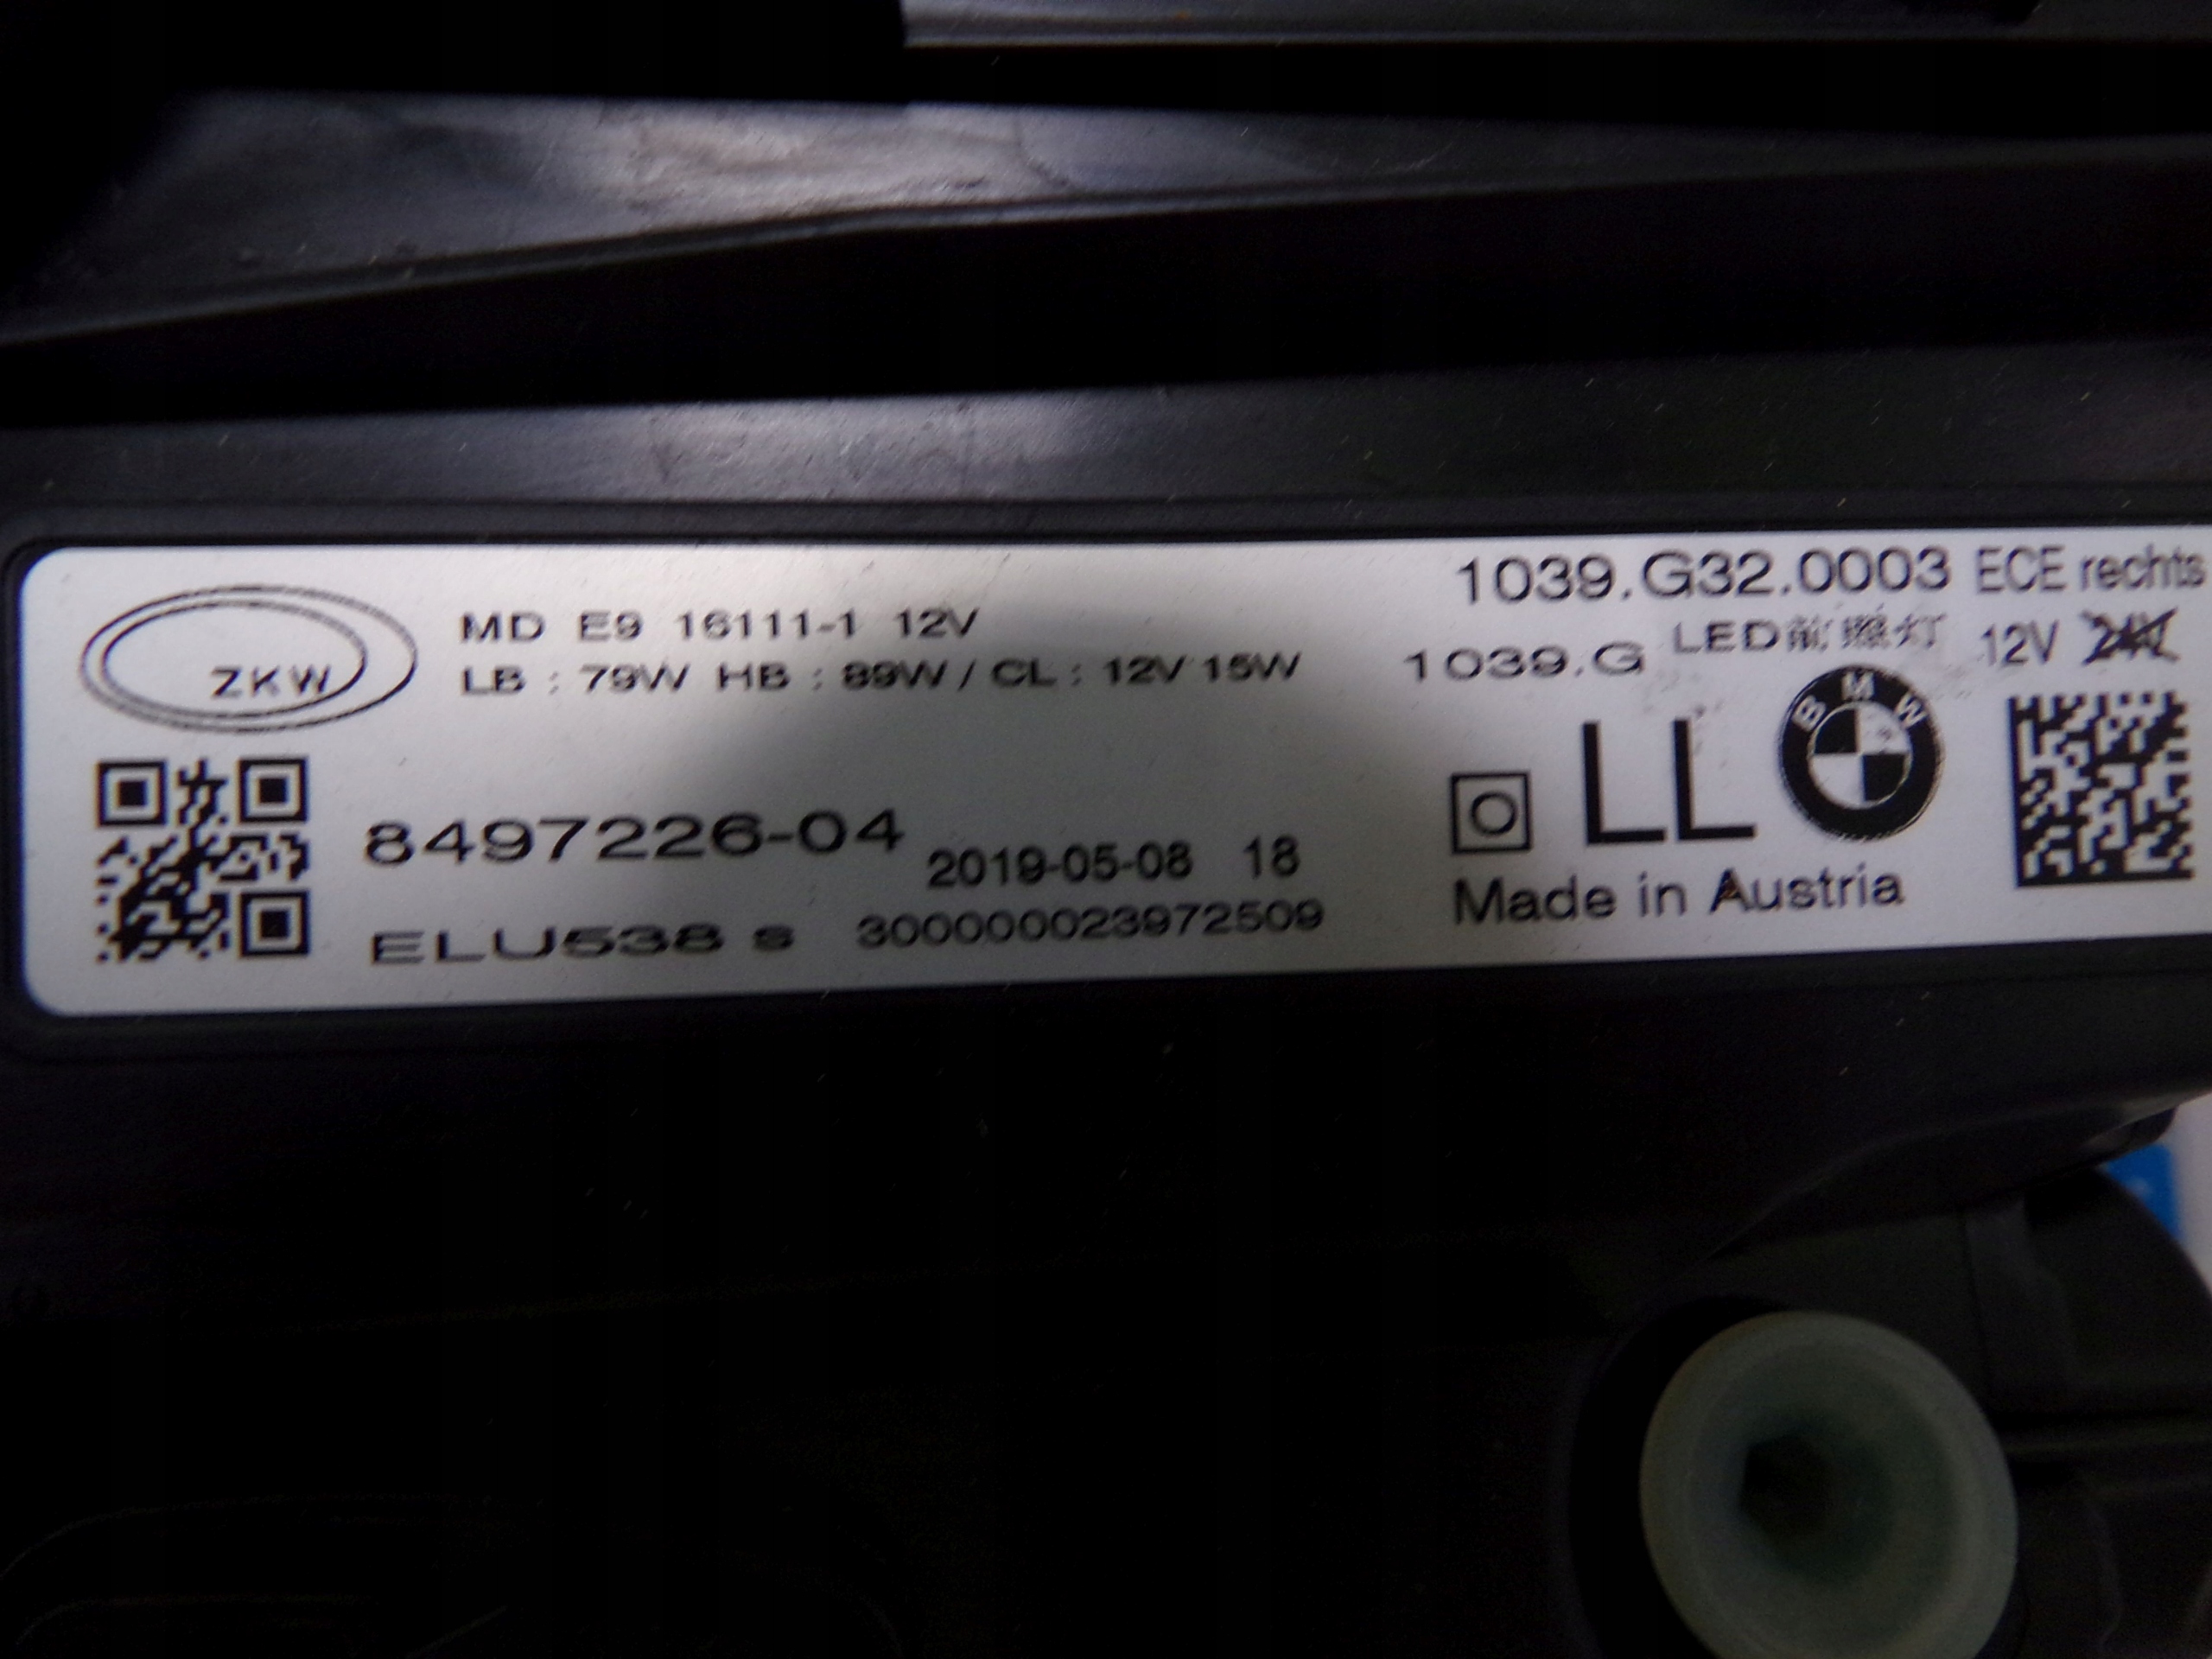 ZKW
MD E9 16111-1 12V
LB : 79W HB : 89W / CL : 12V 15W
8497226-04
2019-05-08 18
ELU538 s 300000023972509
1039.G32.0003 ECE rechts
1039.G LED前照灯 12V 24V
LL
BMW
Made in Austria